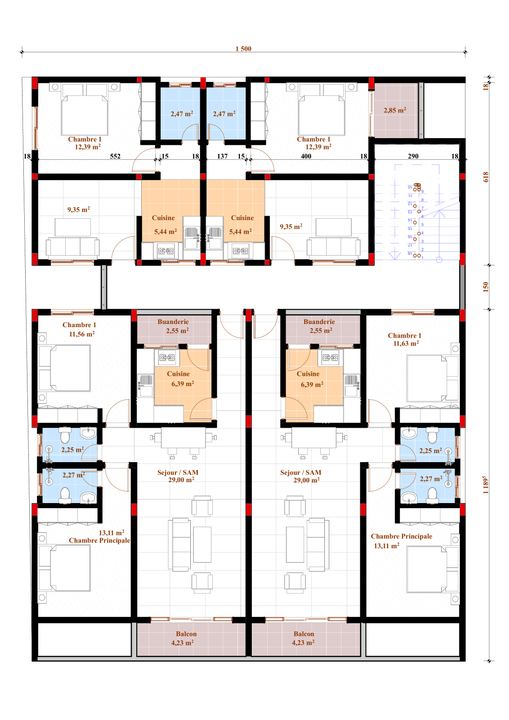 1 500
18
2,47 m²
2,47 m²
2,85 m²
Chambre 1
12,39 m²
Chambre 1
12,39 m²
18
552
15
18
137
15
400
290
18
618
9,35 m²
Cuisine
5,44 m²
Cuisine
5,44 m²
9,35 m²
150
Chambre 1
11,56 m²
Buanderie
2,55 m²
Buanderie
2,55 m²
Chambre 1
11,63 m²
Cuisine
6,39 m²
Cuisine
6,39 m²
2,25 m²
2,25 m²
2,27 m²
Sejour / SAM
29,00 m²
Sejour / SAM
29,00 m²
2,27 m²
1 189⁵
13,11 m²
Chambre Principale
Chambre Principale
13,11 m²
Balcon
4,23 m²
Balcon
4,23 m²
18